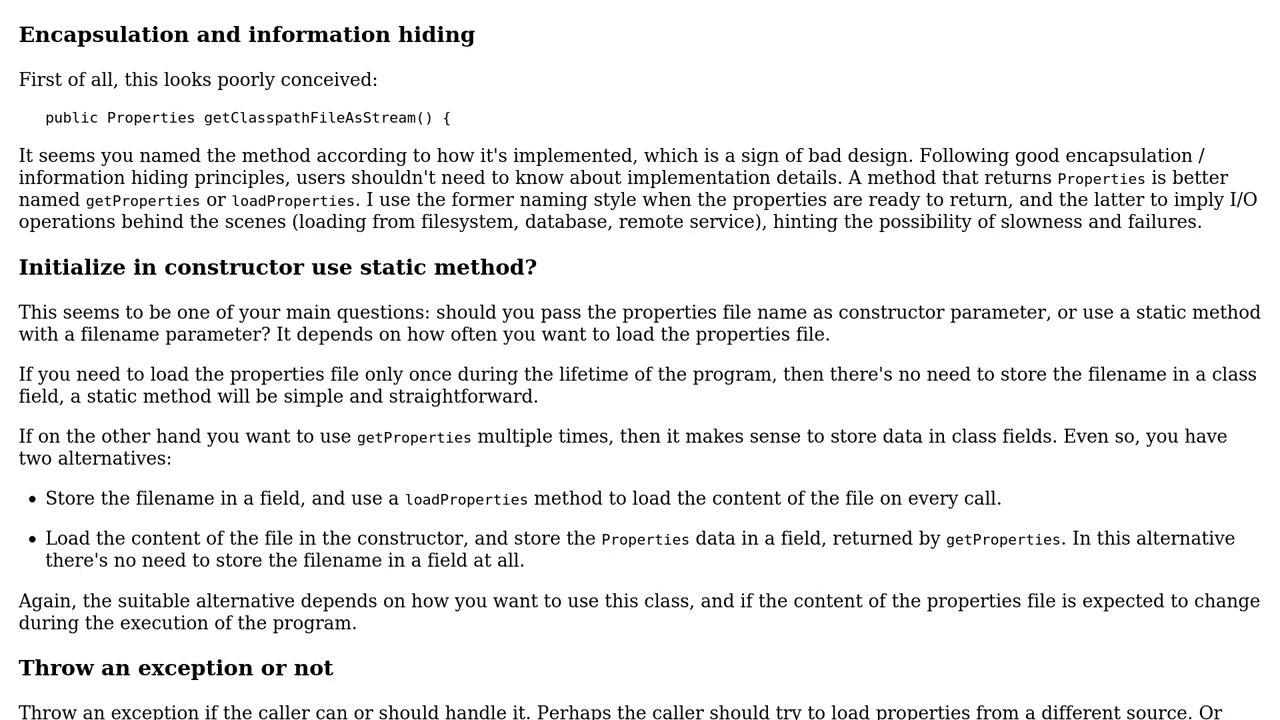 Encapsulation and information hiding
First of all, this looks poorly conceived:
public Properties getClasspathFileAsStream() {
It seems you named the method according to how it's implemented, which is a sign of bad design. Following good encapsulation /
information hiding principles, users shouldn't need to know about implementation details. A method that returns Properties is better
named getProperties or loadProperties. I use the former naming style when the properties are ready to return, and the latter to imply I/O
operations behind the scenes (loading from filesystem, database, remote service), hinting the possibility of slowness and failures.
Initialize in constructor use static method?
This seems to be one of your main questions: should you pass the properties file name as constructor parameter, or use a static method
with a filename parameter? It depends on how often you want to load the properties file.
If you need to load the properties file only once during the lifetime of the program, then there's no need to store the filename in a class
field, a static method will be simple and straightforward.
If on the other hand you want to use getProperties multiple times, then it makes sense to store data in class fields. Even so, you have
two alternatives:
• Store the filename in a field, and use a loadProperties method to load the content of the file on every call.
• Load the content of the file in the constructor, and store the Properties data in a field, returned by getProperties. In this alternative
there's no need to store the filename in a field at all.
Again, the suitable alternative depends on how you want to use this class, and if the content of the properties file is expected to change
during the execution of the program.
Throw an exception or not
Throw an exception if the caller can or should handle it. Perhaps the caller should try to load properties from a different source. Or